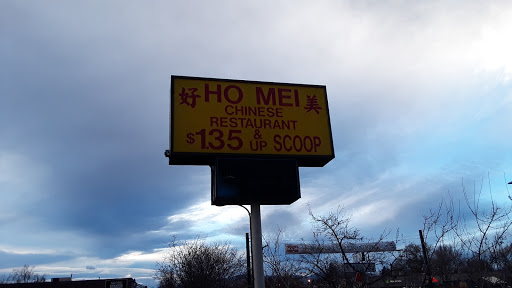 好 HO MEI 美
CHINESE
RESTAURANT
$1.35 & UP SCOOP